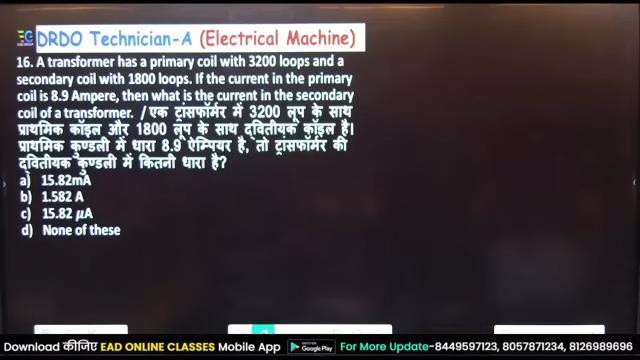 DRDO Technician-A (Electrical Machine)
16. A transformer has a primary coil with 3200 loops and a
secondary coil with 1800 loops. If the current in the primary
coil is 8.9 Ampere, then what is the current in the secondary
coil of a transformer. /एक ट्रांसफॉर्मर में 3200 लूप के साथ
प्राथमिक कॉइल और 1800 लूप के साथ द्वितीयक कॉइल है।
प्राथमिक कुण्डली में धारा 8.9 ऐम्पियर है, तो ट्रांसफॉर्मर की
द्वितीयक कुण्डली में कितनी धारा है?
a) 15.82mA
b) 1.582 A
c) 15.82 μA
d) None of these
Download कीजिए EAD ONLINE CLASSES Mobile App Google Play For More Update-8449597123, 8057871234, 8126989696